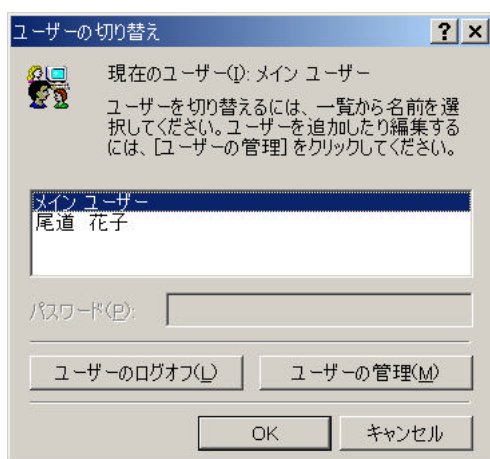 ユーザーの切り替え
現在のユーザー(I): メイン ユーザー
ユーザーを切り替えるには、一覧から名前を選
択してください。ユーザーを追加したり編集する
には、[ユーザーの管理] をクリックしてください。
メイン ユーザー
尾道 花子
パスワード(P):
ユーザーのログオフ(L) ユーザーの管理(M)
OK キャンセル